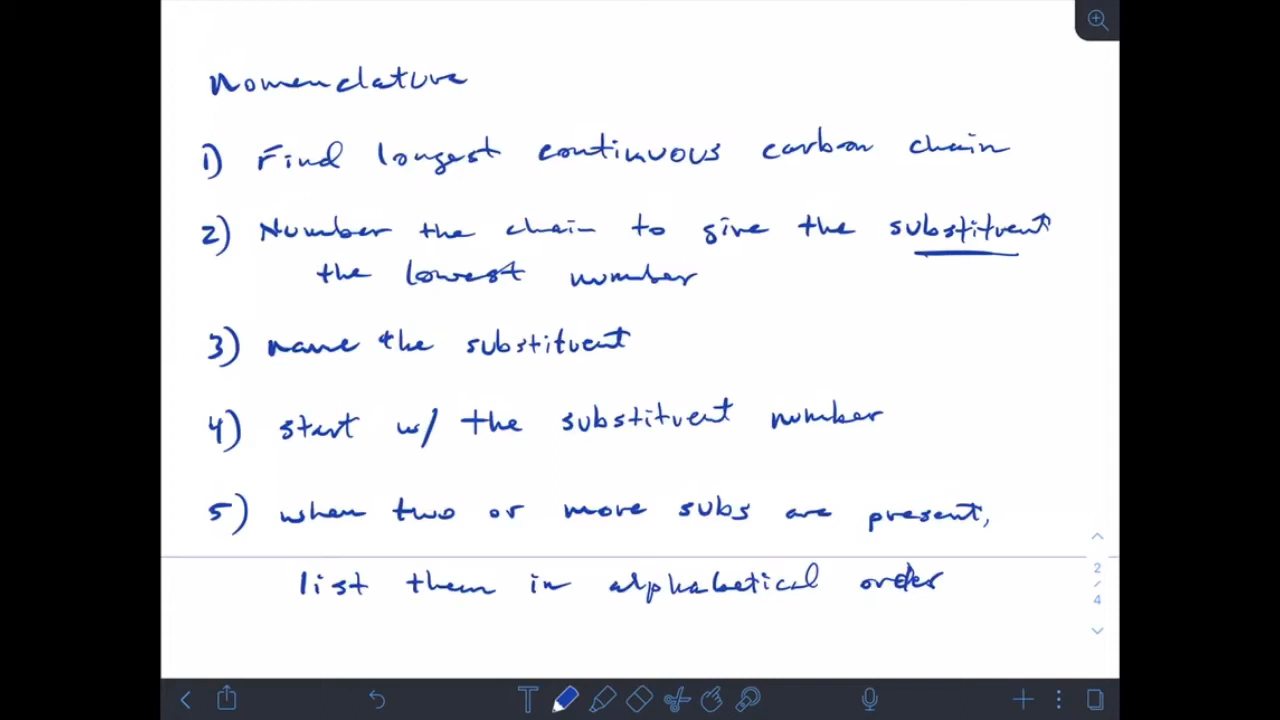 Nomenclature
1) Find longest continuous carbon chain
2) Number the chain to give the substituent
the lowest number
3) name the substituent
4) start w/ the substituent number
5) when two or more subs are present,
list them in alphabetical order
2
/
4
T